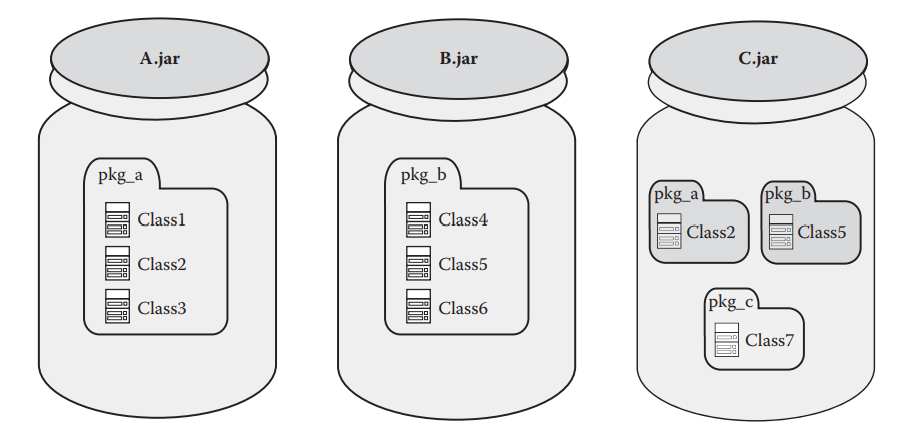 A.jar
pkg_a
Class1
Class2
Class3
B.jar
pkg_b
Class4
Class5
Class6
C.jar
pkg_a
Class2
pkg_b
Class5
pkg_c
Class7